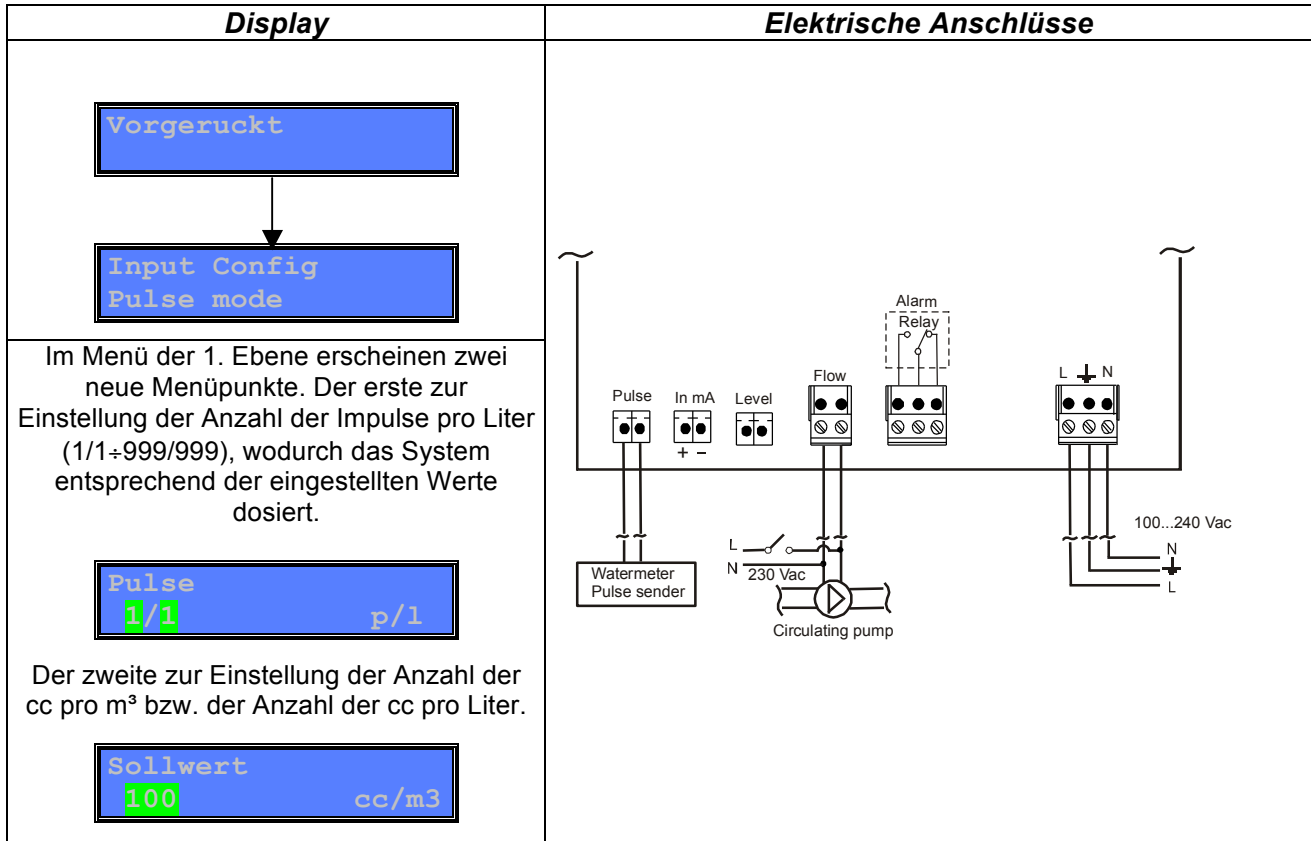 Display
Elektrische Anschlüsse
Vorgeruckt
Input Config
Pulse mode
Im Menü der 1. Ebene erscheinen zwei
neue Menüpunkte. Der erste zur
Einstellung der Anzahl der Impulse pro Liter
(1/1÷999/999), wodurch das System
entsprechend der eingestellten Werte
dosiert.
Pulse
1/1 p/l
Der zweite zur Einstellung der Anzahl der
cc pro m³ bzw. der Anzahl der cc pro Liter.
Sollwert
100 cc/m3
Alarm
Relay
Pulse
In mA
Level
Flow
L N
+ −
100...240 Vac
N
L
L
N 230 Vac
Watermeter
Pulse sender
Circulating pump